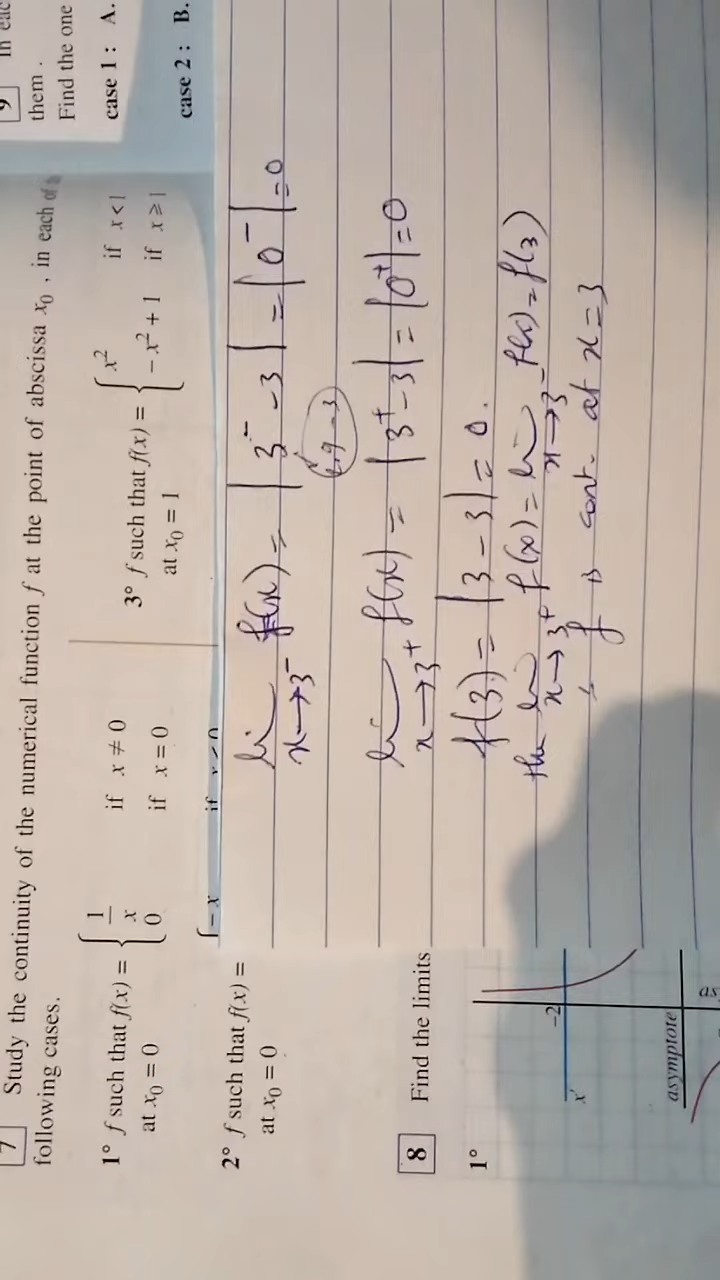 7 Study the continuity of the numerical function f at the point of abscissa x₀ , in each of
following cases.
1° f such that f(x) = { 1/x if x ≠ 0
0 if x = 0
at x₀ = 0
3° f such that f(x) = { x² if x < 1
−x² + 1 if x ≥ 1
at x₀ = 1
2° f such that f(x) = { −x if
at x₀ = 0
8 Find the limits
1°
−2
x'
asymptote
as
9 In eac
them .
Find the one
case 1 : A.
case 2 : B.
lim x→3⁻ f(x) = |3⁻ − 3| = |0⁻| = 0
lim x→3⁺ f(x) = |3⁺ − 3| = |0⁺| = 0
f(3) = |3 − 3| = 0.
the lim x→3⁺ f(x) = lim x→3⁻ f(x) = f(3)
f is cont. at x = 3